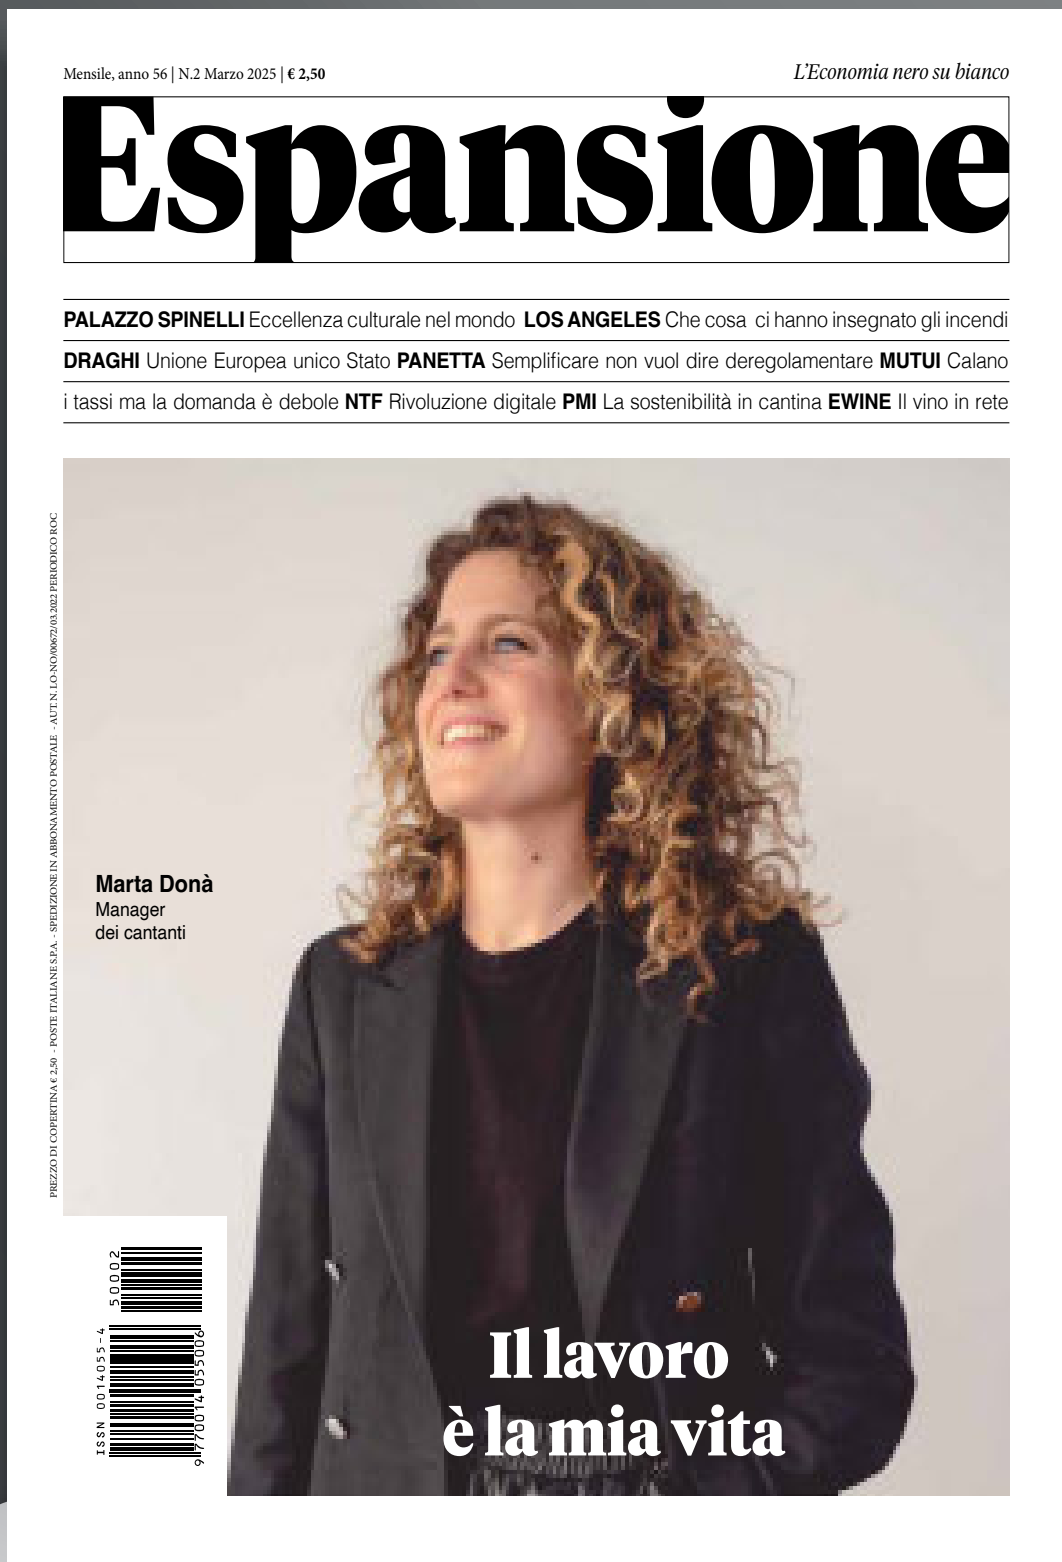 Mensile, anno 56 | N.2 Marzo 2025 | € 2,50
L'Economia nero su bianco
Espansione
PALAZZO SPINELLI Eccellenza culturale nel mondo LOS ANGELES Che cosa ci hanno insegnato gli incendi
DRAGHI Unione Europea unico Stato PANETTA Semplificare non vuol dire deregolamentare MUTUI Calano
i tassi ma la domanda è debole NTF Rivoluzione digitale PMI La sostenibilità in cantina EWINE Il vino in rete
PREZZO DI COPERTINA € 2,50 - POSTE ITALIANE S.P.A. - SPEDIZIONE IN ABBONAMENTO POSTALE - AUT. N. LO-NO/00672/03.2022 PERIODICO ROC
Marta Donà
Manager
dei cantanti
50002
ISSN 0014055-4
9 770014 055006
Il lavoro
è la mia vita